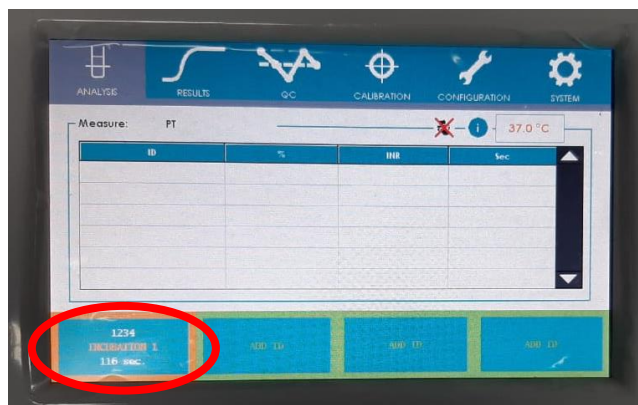 ANALYSIS RESULTS QC CALIBRATION CONFIGURATION SYSTEM
Measure: PT i 37.0 °C
ID % INR Sec
1234
INCUBATION 1
116 sec.
ADD ID
ADD ID
ADD ID